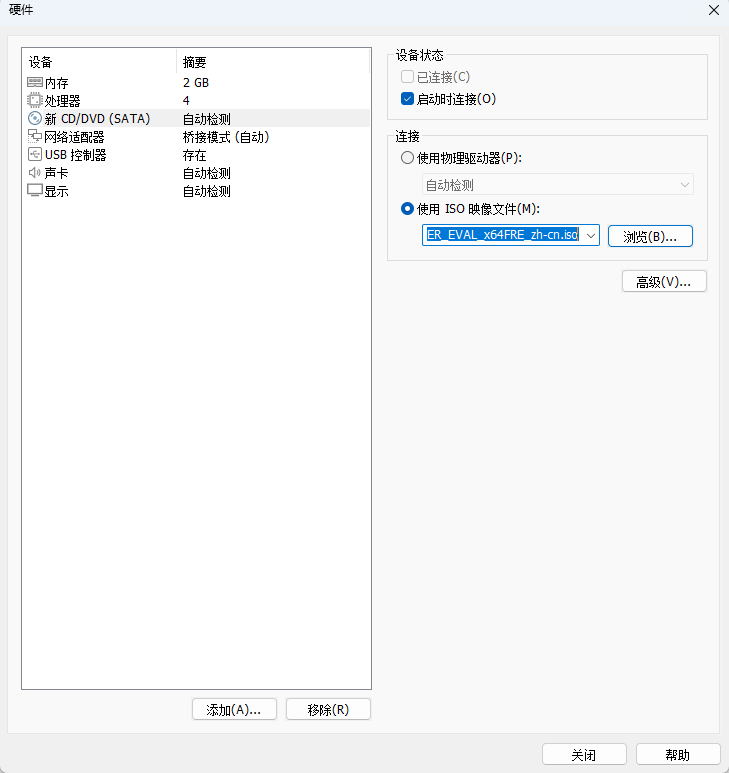 硬件
设备 摘要
内存 2 GB
处理器 4
新 CD/DVD (SATA) 自动检测
网络适配器 桥接模式 (自动)
USB 控制器 存在
声卡 自动检测
显示 自动检测
添加(A)... 移除(R)
设备状态
已连接(C)
启动时连接(O)
连接
使用物理驱动器(P):
自动检测
使用 ISO 映像文件(M):
ER_EVAL_x64FRE_zh-cn.iso 浏览(B)...
高级(V)...
关闭 帮助